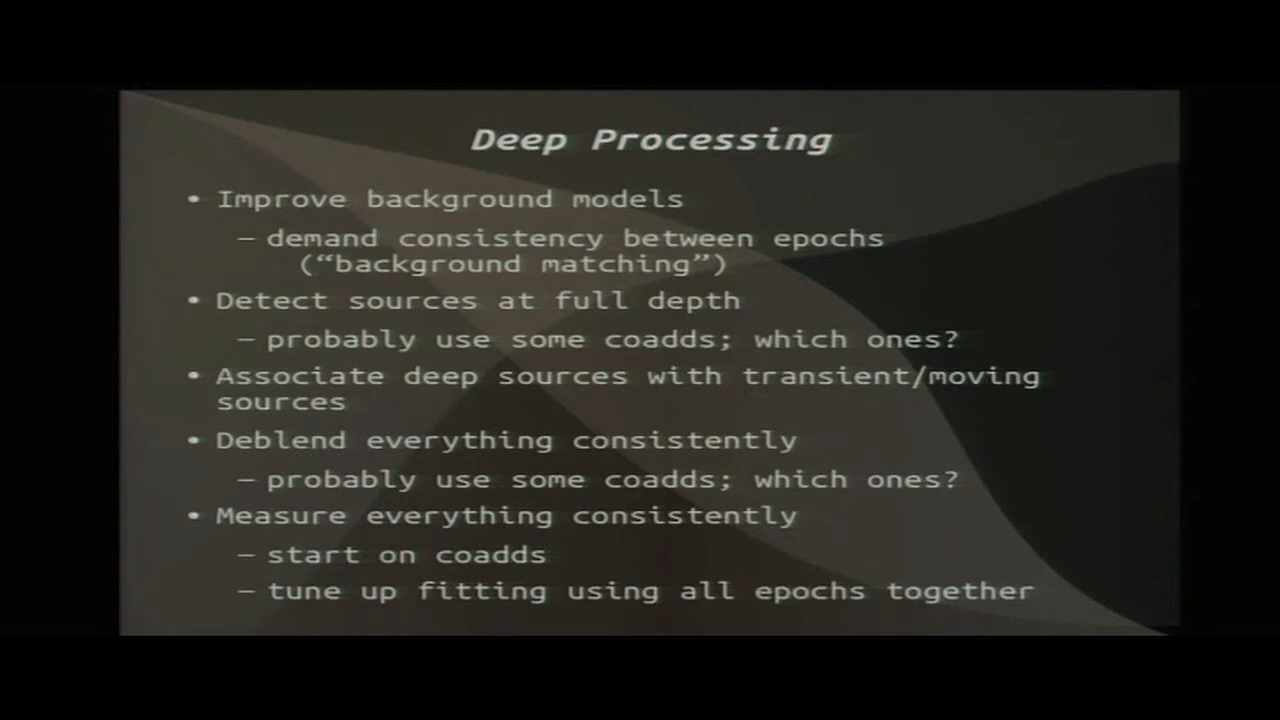 Deep Processing
• Improve background models
– demand consistency between epochs
(“background matching”)
• Detect sources at full depth
– probably use some coadds; which ones?
• Associate deep sources with transient/moving
sources
• Deblend everything consistently
– probably use some coadds; which ones?
• Measure everything consistently
– start on coadds
– tune up fitting using all epochs together